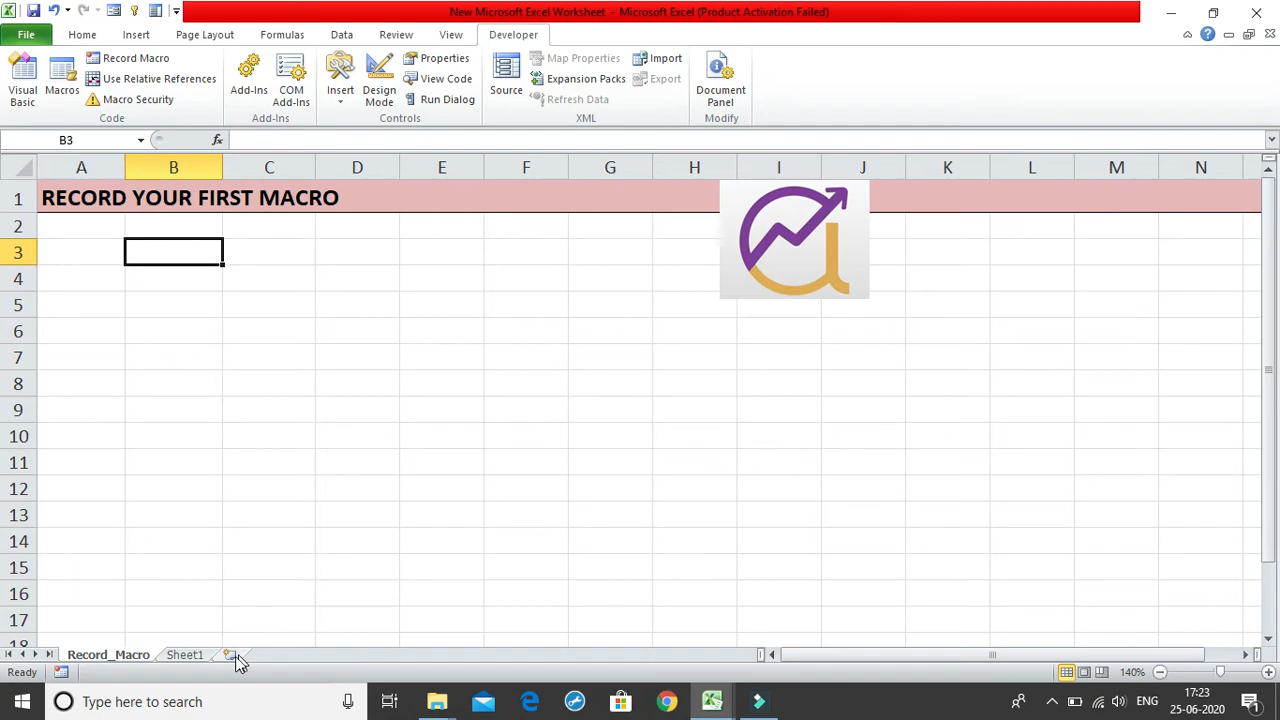 New Microsoft Excel Worksheet - Microsoft Excel (Product Activation Failed)
File Home Insert Page Layout Formulas Data Review View Developer
Visual Basic
Macros
Record Macro
Use Relative References
Macro Security
Code
Add-Ins
COM Add-Ins
Add-Ins
Insert
Design Mode
Properties
View Code
Run Dialog
Controls
Source
Map Properties
Expansion Packs
Refresh Data
Import
Export
XML
Document Panel
Modify
B3 fx
A B C D E F G H I J K L M N
1 RECORD YOUR FIRST MACRO
2
3
4
5
6
7
8
9
10
11
12
13
14
15
16
17
18
Record_Macro Sheet1
Ready 140%
Type here to search ENG 17:23
25-06-2020 1